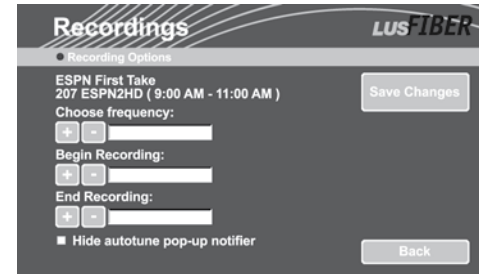 Recordings
LUSFIBER
Recording Options
ESPN First Take
207 ESPN2HD ( 9:00 AM - 11:00 AM )
Save Changes
Choose frequency:
+ -
Begin Recording:
+ -
End Recording:
+ -
Hide autotune pop-up notifier
Back